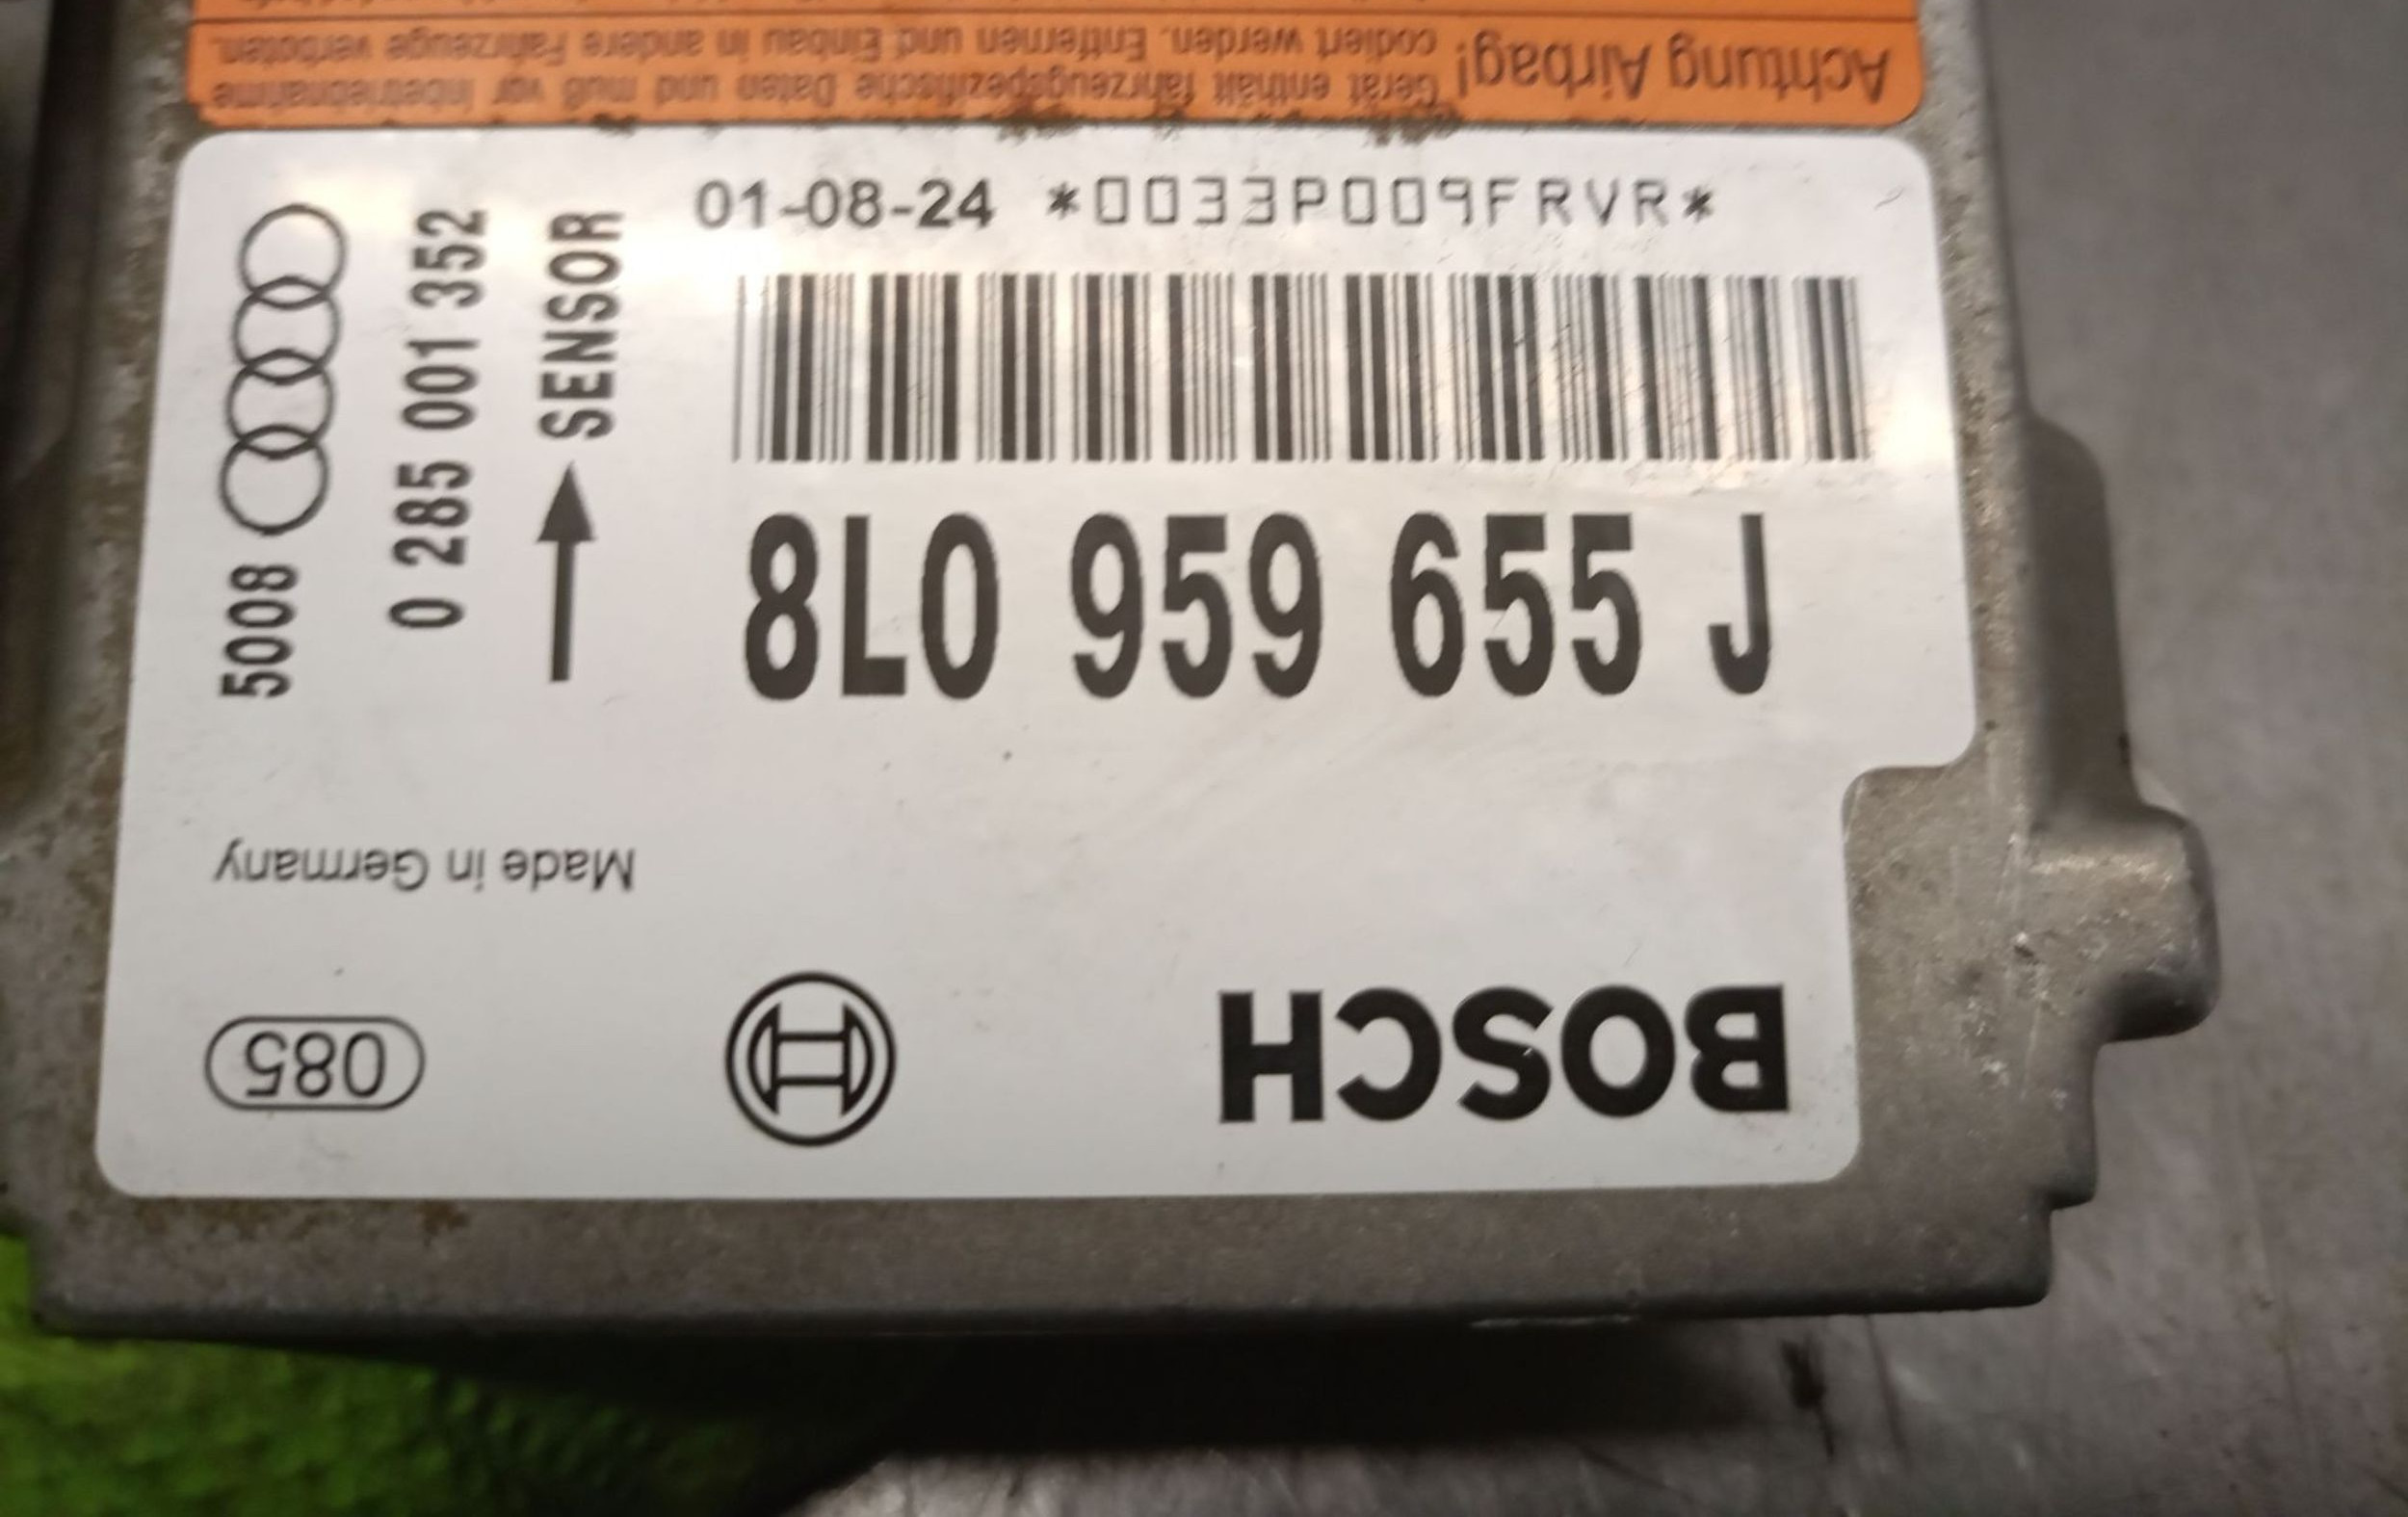 Achtung Airbag!
Gerät enthält fahrzeugspezifische Daten und muß vor Inbetriebnahme
codiert werden. Entfernen und Einbau in andere Fahrzeuge verboten.
01-08-24 *0033P009FRVR*
8L0 959 655 J
5008
0 285 001 352
SENSOR
Made in Germany
085
BOSCH